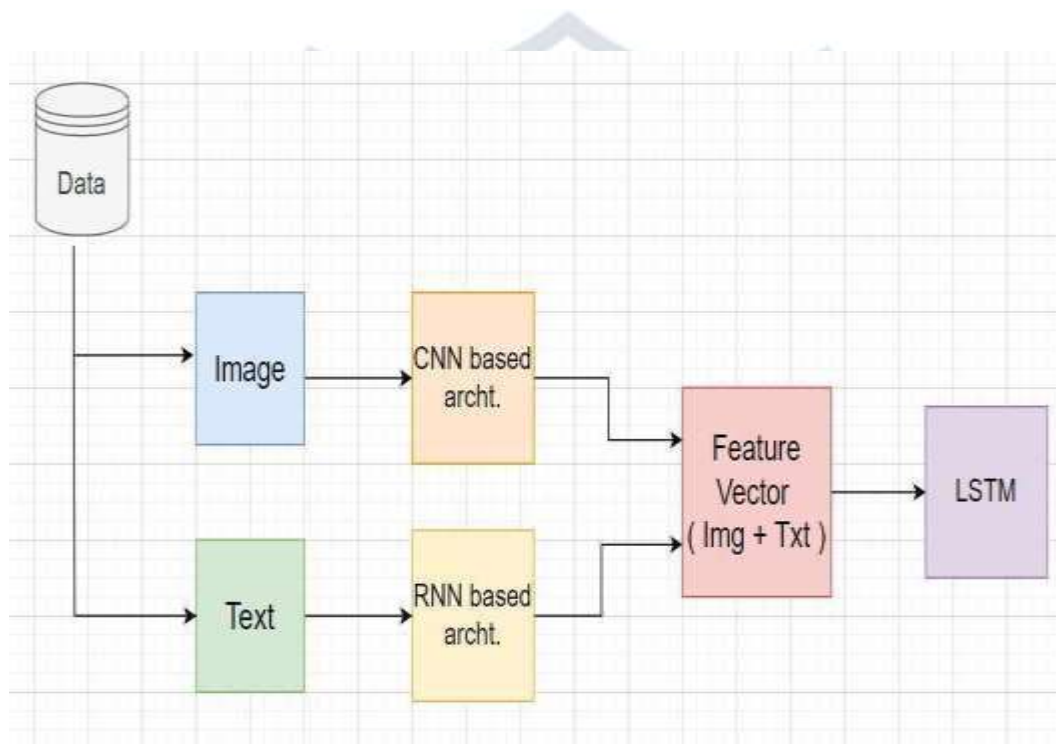 Data
Image
CNN based
archt.
Feature
Vector
( Img + Txt )
LSTM
Text
RNN based
archt.